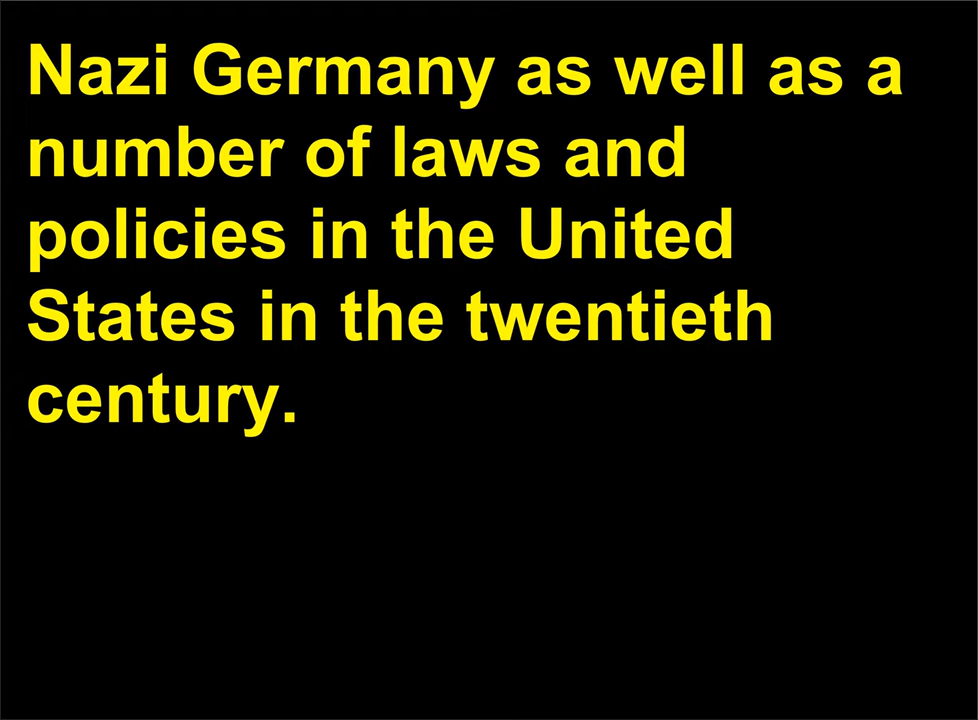 Nazi Germany as well as a
number of laws and
policies in the United
States in the twentieth
century.